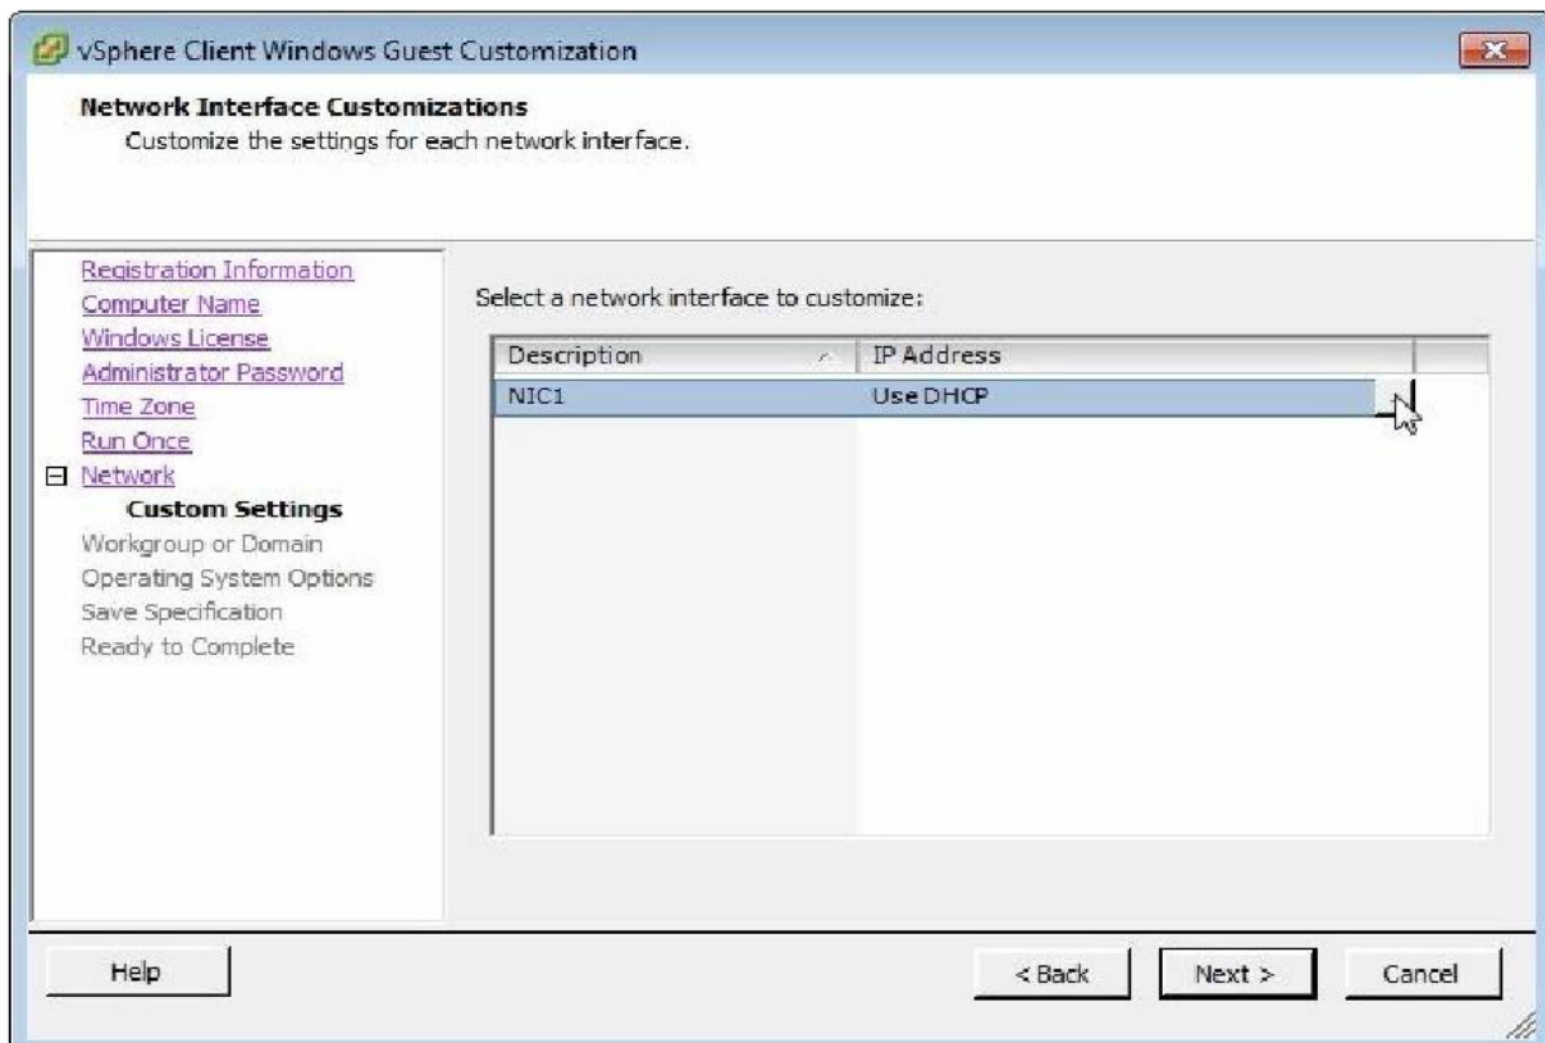 vSphere Client Windows Guest Customization
Network Interface Customizations
Customize the settings for each network interface.
Registration Information
Computer Name
Windows License
Administrator Password
Time Zone
Run Once
Network
Custom Settings
Workgroup or Domain
Operating System Options
Save Specification
Ready to Complete
Select a network interface to customize:
Description IP Address
NIC1 Use DHCP
Help < Back Next > Cancel